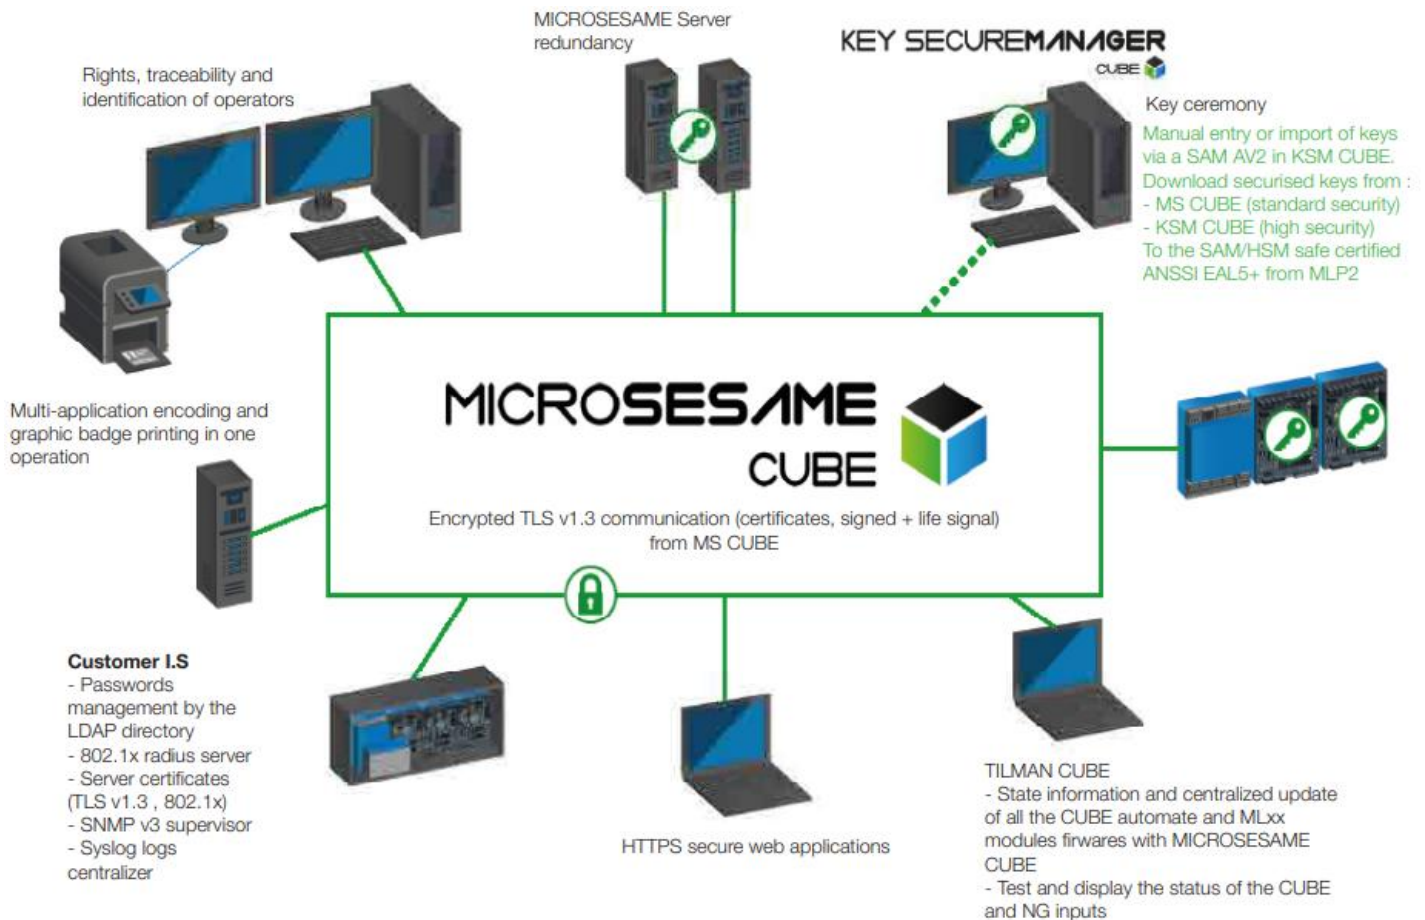 MICROSESAME Server
redundancy
KEY SECUREMANAGER
CUBE
Rights, traceability and
identification of operators
Key ceremony
Manual entry or import of keys
via a SAM AV2 in KSM CUBE.
Download securised keys from :
- MS CUBE (standard security)
- KSM CUBE (high security)
To the SAM/HSM safe certified
ANSSI EAL5+ from MLP2
MICROSESAME
CUBE
Encrypted TLS v1.3 communication (certificates, signed + life signal)
from MS CUBE
Multi-application encoding and
graphic badge printing in one
operation
Customer I.S
- Passwords
management by the
LDAP directory
- 802.1x radius server
- Server certificates
(TLS v1.3 , 802.1x)
- SNMP v3 supervisor
- Syslog logs
centralizer
HTTPS secure web applications
TILMAN CUBE
- State information and centralized update
of all the CUBE automate and MLxx
modules firwares with MICROSESAME
CUBE
- Test and display the status of the CUBE
and NG inputs